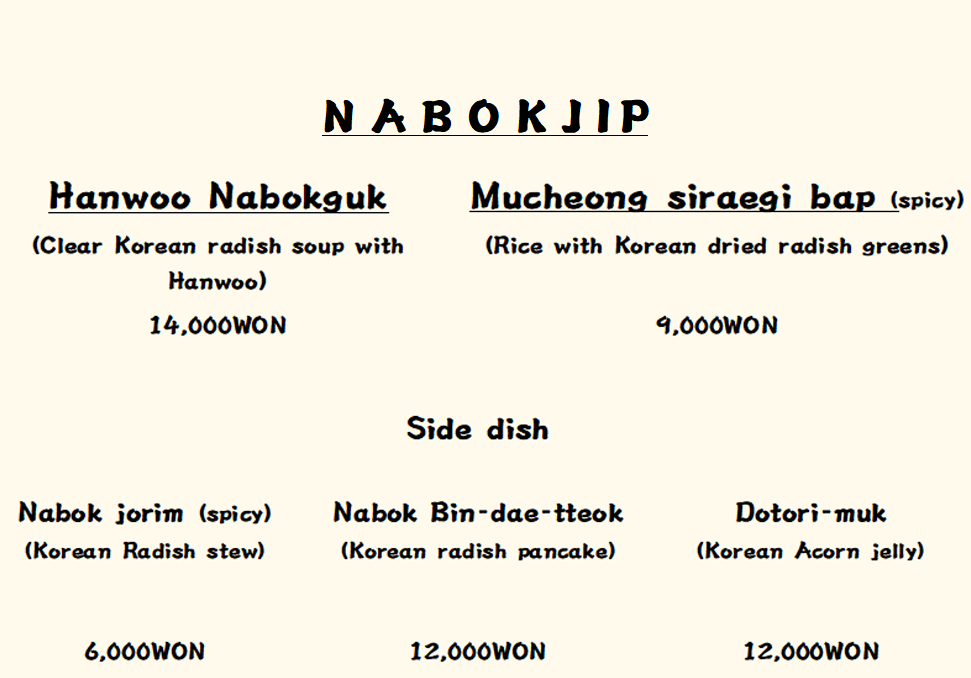 NABOKJIP
Hanwoo Nabokguk
(Clear Korean radish soup with
Hanwoo)
14,000WON
Mucheong siraegi bap (spicy)
(Rice with Korean dried radish greens)
9,000WON
Side dish
Nabok jorim (spicy)
(Korean Radish stew)
6,000WON
Nabok Bin-dae-tteok
(Korean radish pancake)
12,000WON
Dotori-muk
(Korean Acorn jelly)
12,000WON